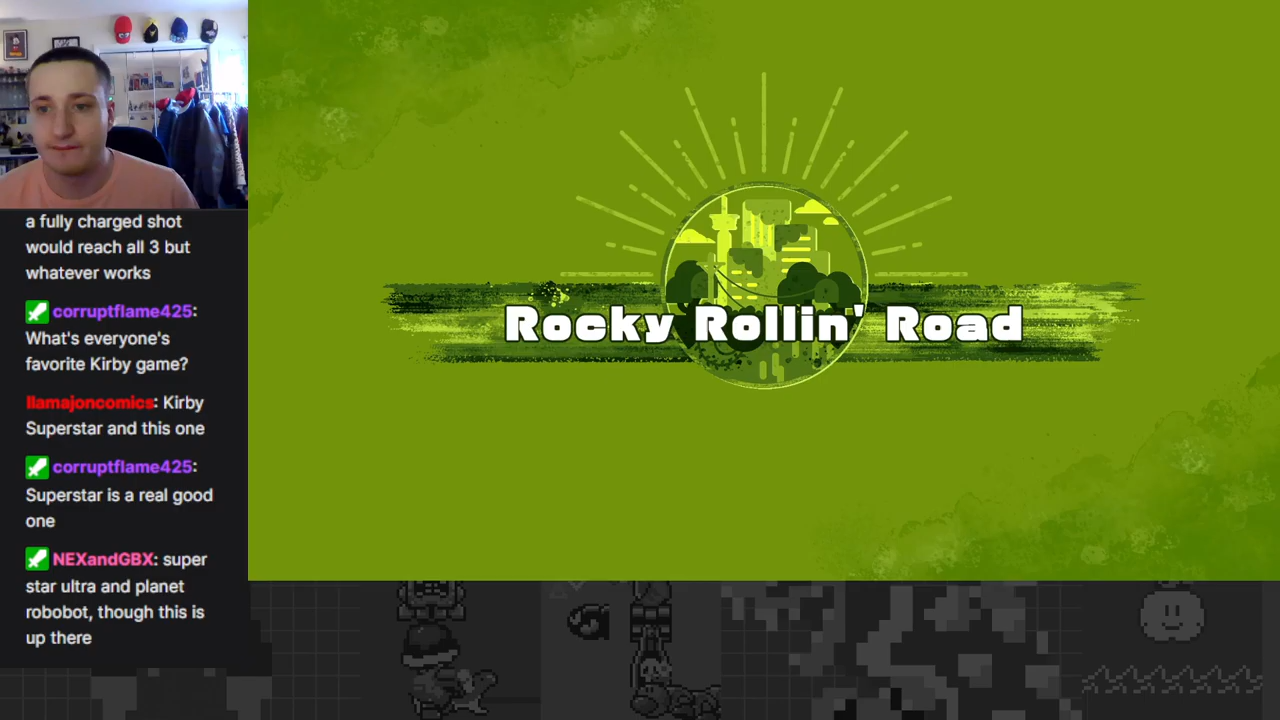 a fully charged shot
would reach all 3 but
whatever works
corruptflame425:
What's everyone's
favorite Kirby game?
llamajoncomics: Kirby
Superstar and this one
corruptflame425:
Superstar is a real good
one
NEXandGBX: super
star ultra and planet
robobot, though this is
up there
Rocky Rollin' Road